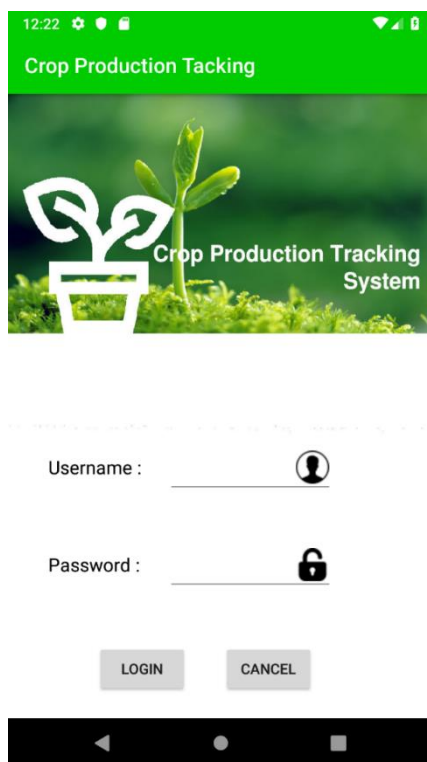 12:22
Crop Production Tacking
Crop Production Tracking
System
Username :
Password :
LOGIN
CANCEL